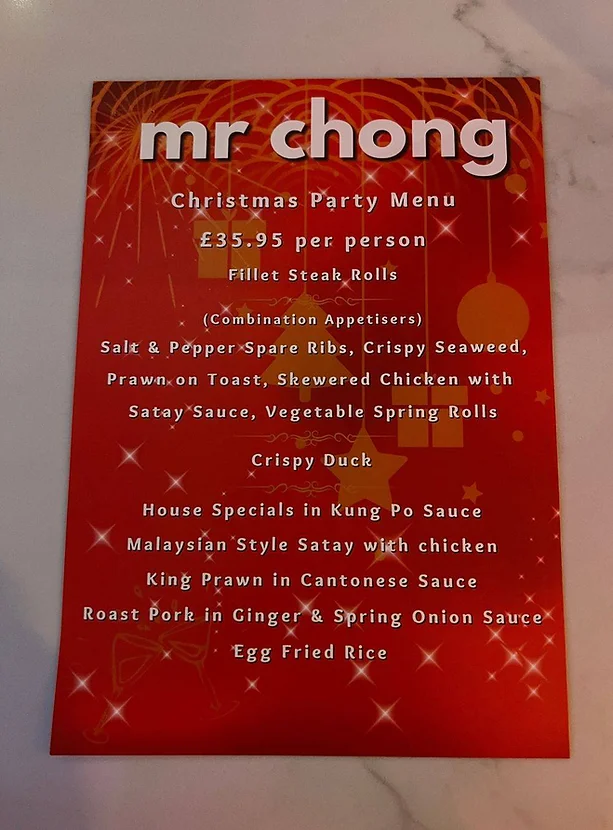 mr chong
Christmas Party Menu
£35.95 per person
Fillet Steak Rolls
(Combination Appetisers)
Salt & Pepper Spare Ribs, Crispy Seaweed,
Prawn on Toast, Skewered Chicken with
Satay Sauce, Vegetable Spring Rolls
Crispy Duck
House Specials in Kung Po Sauce
Malaysian Style Satay with chicken
King Prawn in Cantonese Sauce
Roast Pork in Ginger & Spring Onion Sauce
Egg Fried Rice